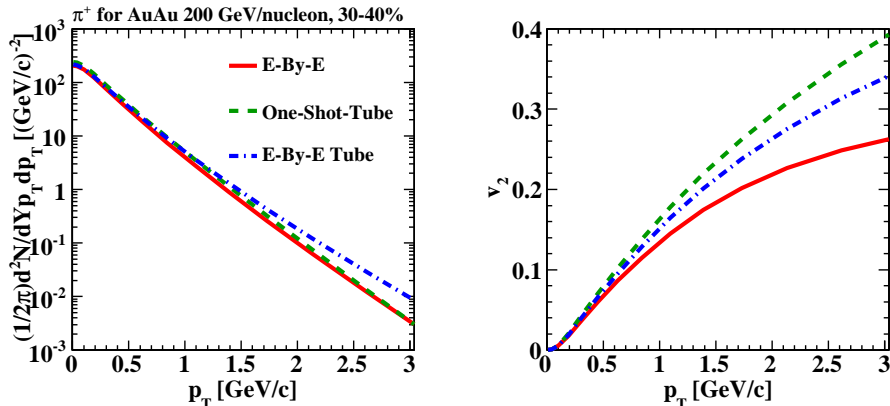 π⁺ for AuAu 200 GeV/nucleon, 30-40%
(1/2π)d²N/dYp_T dp_T [(GeV/c)⁻²]
10³
10²
10
1
10⁻¹
10⁻²
10⁻³
E-By-E
One-Shot-Tube
E-By-E Tube
0 0.5 1 1.5 2 2.5 3
p_T [GeV/c]
v₂
0.4
0.3
0.2
0.1
0
0 0.5 1 1.5 2 2.5 3
p_T [GeV/c]